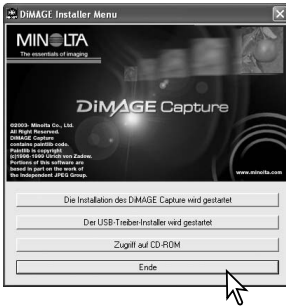 DiMAGE Installer Menu
MINOLTA
The essentials of imaging
DiMAGE Capture
©2003- Minolta Co., Ltd.
All Right Reserved.
DiMAGE Capture
contains paintlib code.
Paintlib is copyright
(c)1996-1999 Ulrich von Zadow.
Portions of this software are
based in part on the work of
the Independent JPEG Group.
www.minolta.com
Die Installation des DiMAGE Capture wird gestartet
Der USB-Treiber-Installer wird gestartet
Zugriff auf CD-ROM
Ende